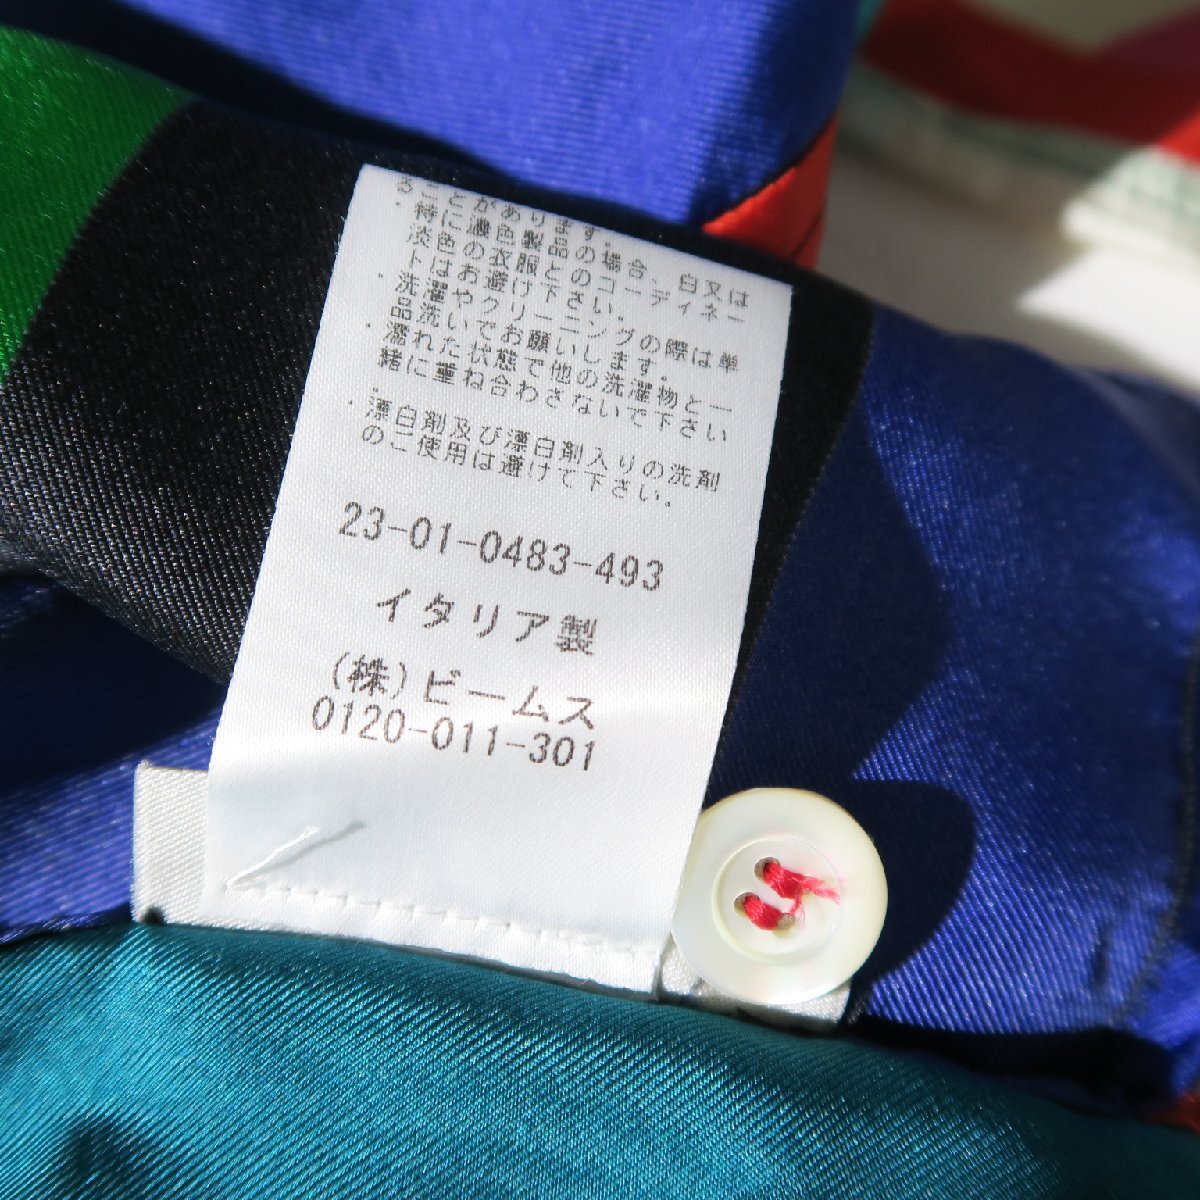 ることがあります。
・特に濃色製品の場合、白又は
淡色の衣服とのコーディネー
トはお避け下さい。
・洗濯やクリーニングの際は単
品洗いでお願いします。
・濡れた状態で他の洗濯物と一
緒に重ね合わさないで下さい
。
・漂白剤及び漂白剤入りの洗剤
のご使用は避けて下さい。
23-01-0483-493
イタリア製
(株)ビームス
0120-011-301